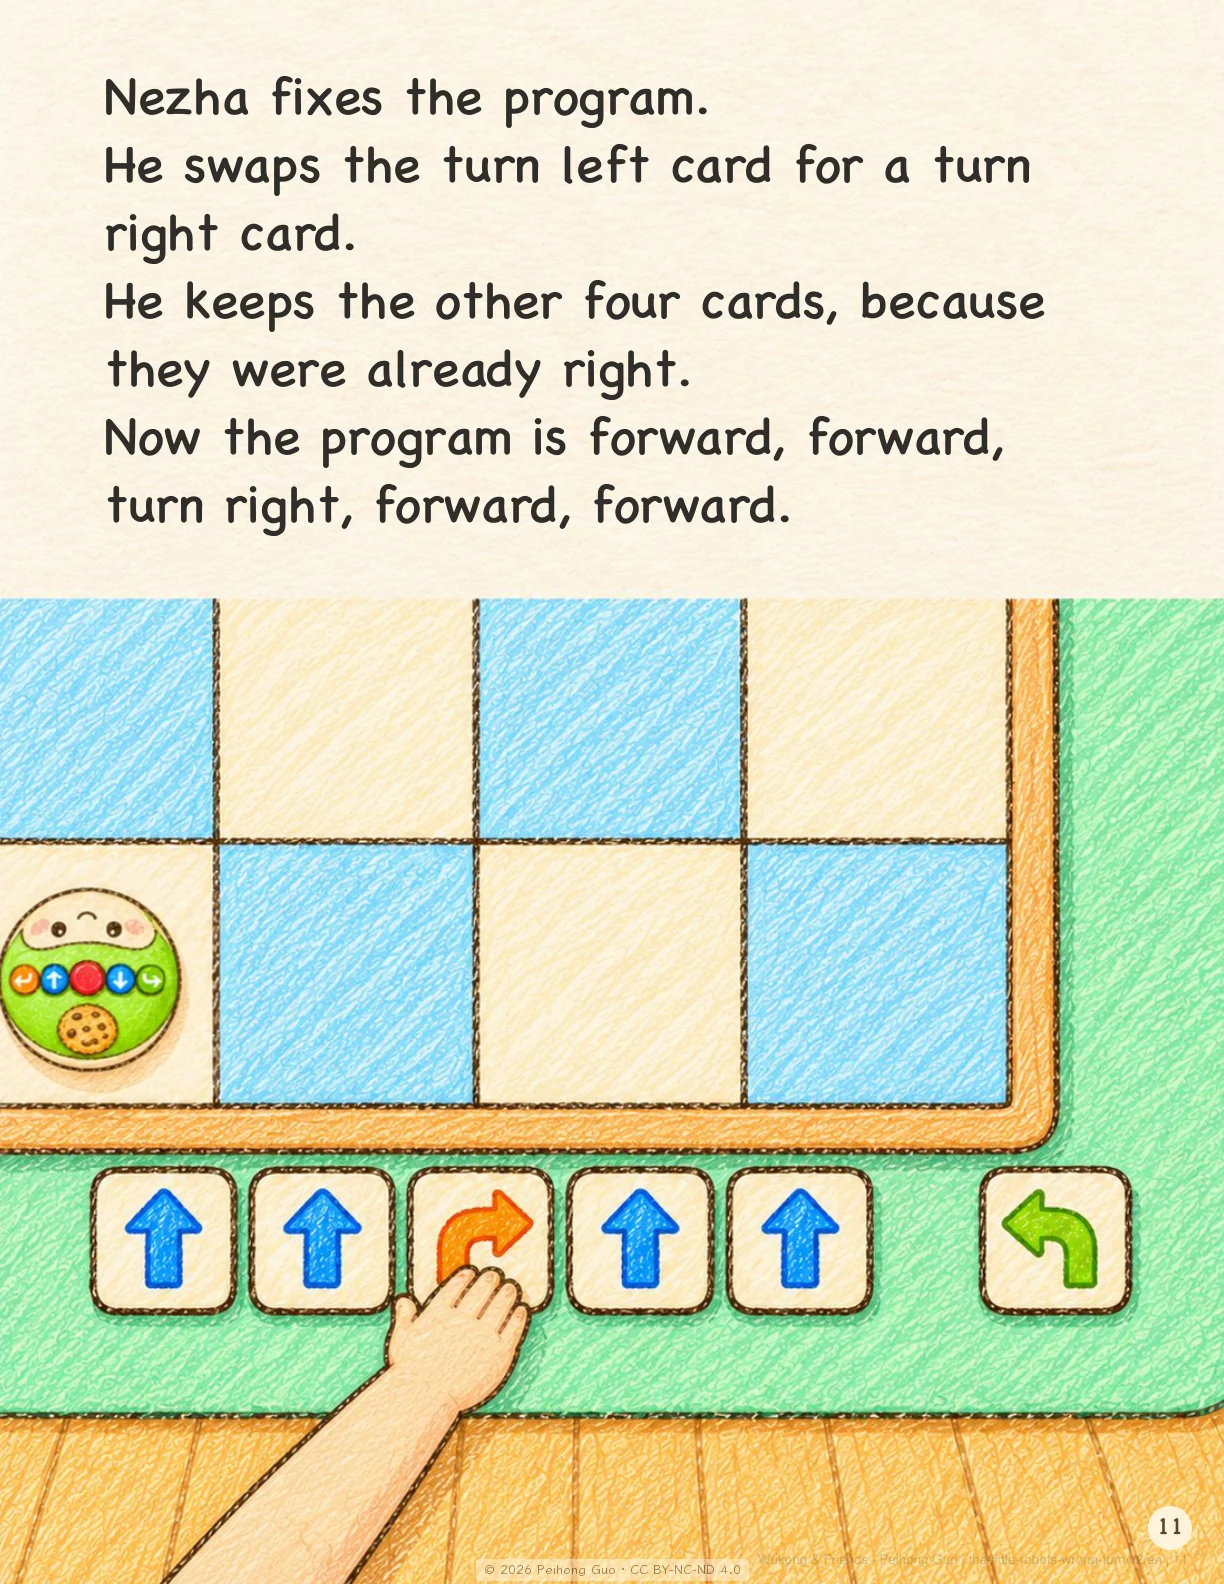 Nezha fixes the program.
He swaps the turn left card for a turn
right card.
He keeps the other four cards, because
they were already right.
Now the program is forward, forward,
turn right, forward, forward.
11
© 2026 Peihong Guo · CC BY-NC-ND 4.0